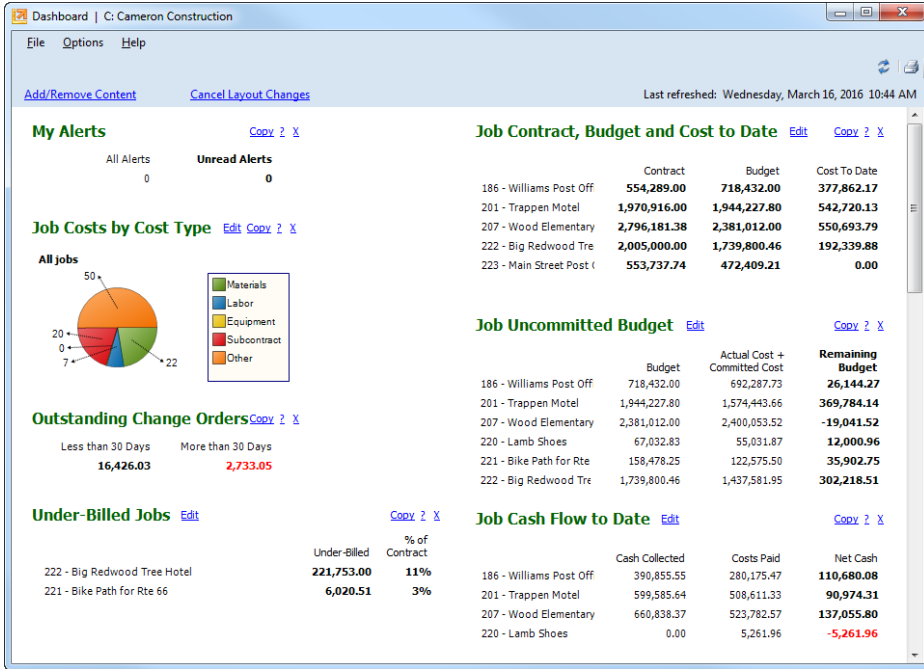 Dashboard | C: Cameron Construction
File Options Help
Add/Remove Content Cancel Layout Changes Last refreshed: Wednesday, March 16, 2016 10:44 AM
My Alerts Copy ? X
All Alerts Unread Alerts
0 0
Job Costs by Cost Type Edit Copy ? X
All jobs
50
20
0
7
22
Materials
Labor
Equipment
Subcontract
Other
Outstanding Change Orders Copy ? X
Less than 30 Days More than 30 Days
16,426.03 2,733.05
Under-Billed Jobs Edit Copy ? X
% of
Under-Billed Contract
222 - Big Redwood Tree Hotel 221,753.00 11%
221 - Bike Path for Rte 66 6,020.51 3%
Job Contract, Budget and Cost to Date Edit Copy ? X
Contract Budget Cost To Date
186 - Williams Post Off 554,289.00 718,432.00 377,862.17
201 - Trappen Motel 1,970,916.00 1,944,227.80 542,720.13
207 - Wood Elementary 2,796,181.38 2,381,012.00 550,693.79
222 - Big Redwood Tre 2,005,000.00 1,739,800.46 192,339.88
223 - Main Street Post ( 553,737.74 472,409.21 0.00
Job Uncommitted Budget Edit Copy ? X
Actual Cost + Remaining
Budget Committed Cost Budget
186 - Williams Post Off 718,432.00 692,287.73 26,144.27
201 - Trappen Motel 1,944,227.80 1,574,443.66 369,784.14
207 - Wood Elementary 2,381,012.00 2,400,053.52 -19,041.52
220 - Lamb Shoes 67,032.83 55,031.87 12,000.96
221 - Bike Path for Rte 158,478.25 122,575.50 35,902.75
222 - Big Redwood Tre 1,739,800.46 1,437,581.95 302,218.51
Job Cash Flow to Date Edit Copy ? X
Cash Collected Costs Paid Net Cash
186 - Williams Post Off 390,855.55 280,175.47 110,680.08
201 - Trappen Motel 599,585.64 508,611.33 90,974.31
207 - Wood Elementary 660,838.37 523,782.57 137,055.80
220 - Lamb Shoes 0.00 5,261.96 -5,261.96